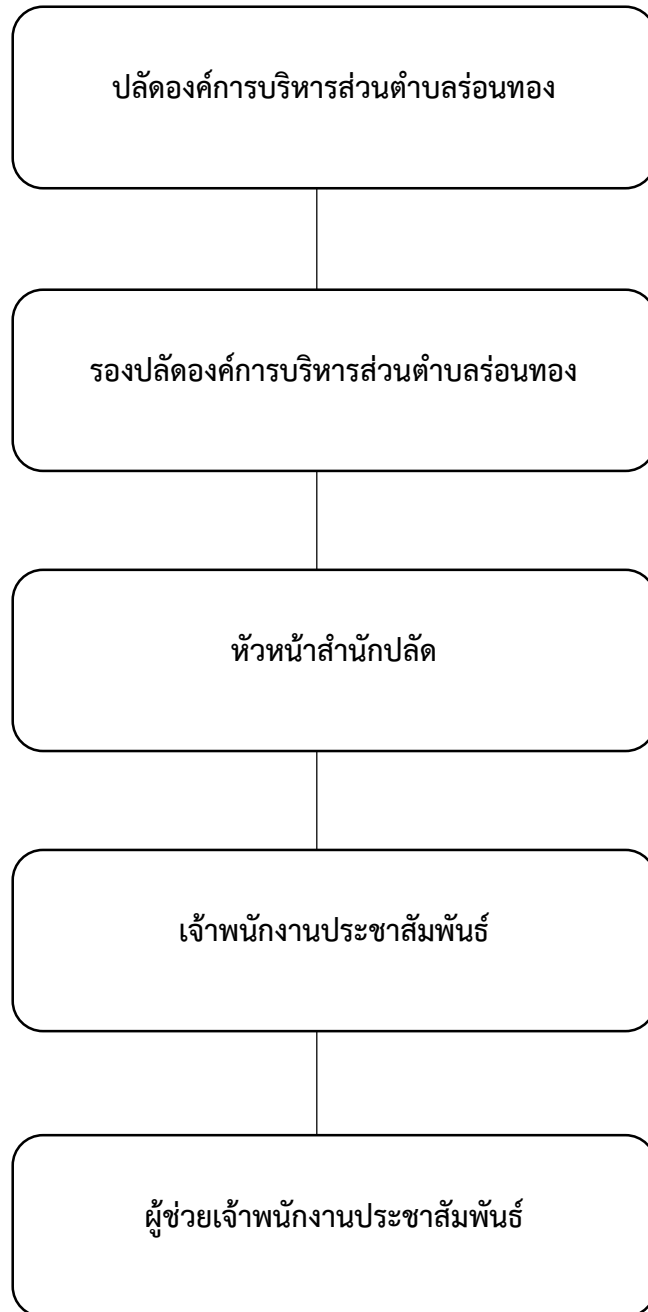 ปลัดองค์การบริหารส่วนตำบลร่อนทอง
รองปลัดองค์การบริหารส่วนตำบลร่อนทอง
หัวหน้าสำนักปลัด
เจ้าพนักงานประชาสัมพันธ์
ผู้ช่วยเจ้าพนักงานประชาสัมพันธ์